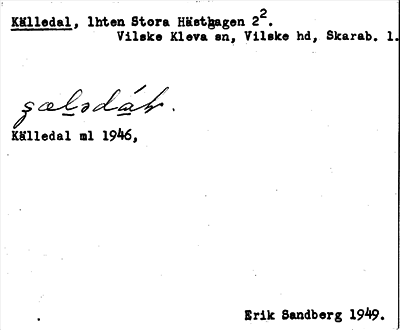 Källedal, lhten Stora Hästhagen 2².
Vilske Kleva sn, Vilske hd, Skarab. l.
Källedal ml 1946,
Erik Sandberg 1949.